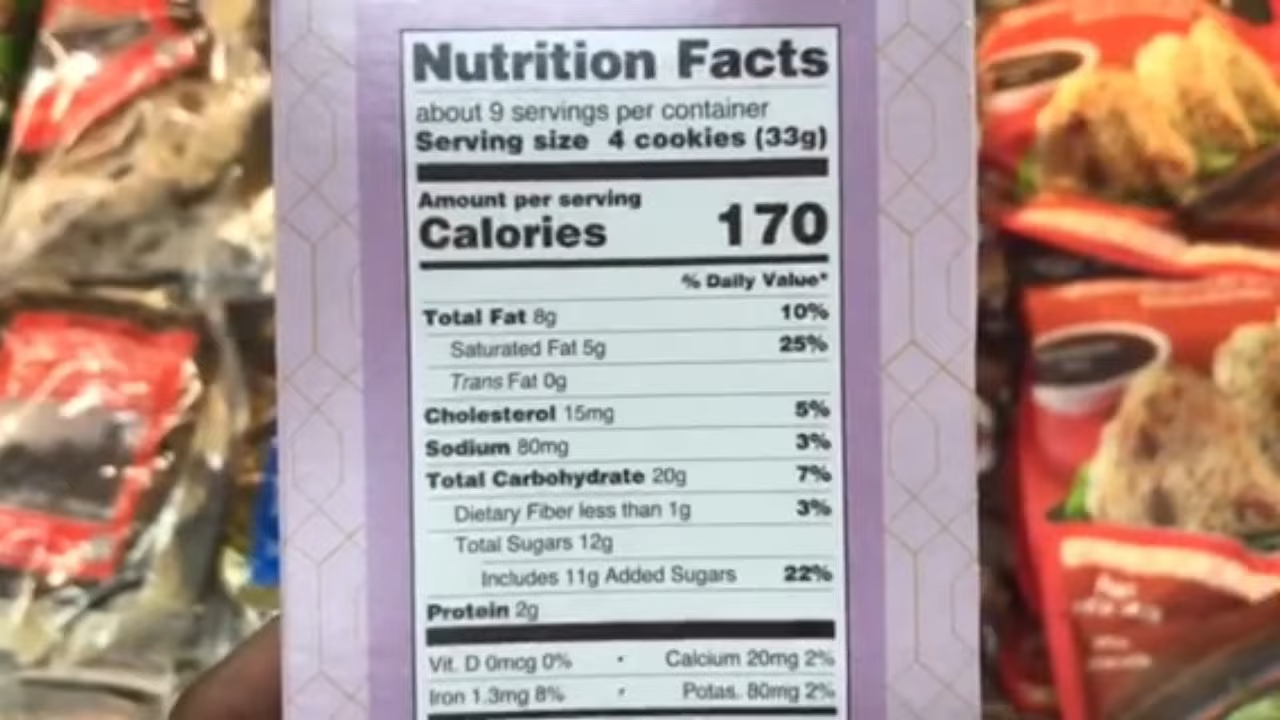 Nutrition Facts
about 9 servings per container
Serving size 4 cookies (33g)
Amount per serving
Calories 170
% Daily Value*
Total Fat 8g 10%
Saturated Fat 5g 25%
Trans Fat 0g
Cholesterol 15mg 5%
Sodium 80mg 3%
Total Carbohydrate 20g 7%
Dietary Fiber less than 1g 3%
Total Sugars 12g
Includes 11g Added Sugars 22%
Protein 2g
Vit. D 0mcg 0% • Calcium 20mg 2%
Iron 1.3mg 8% • Potas. 80mg 2%